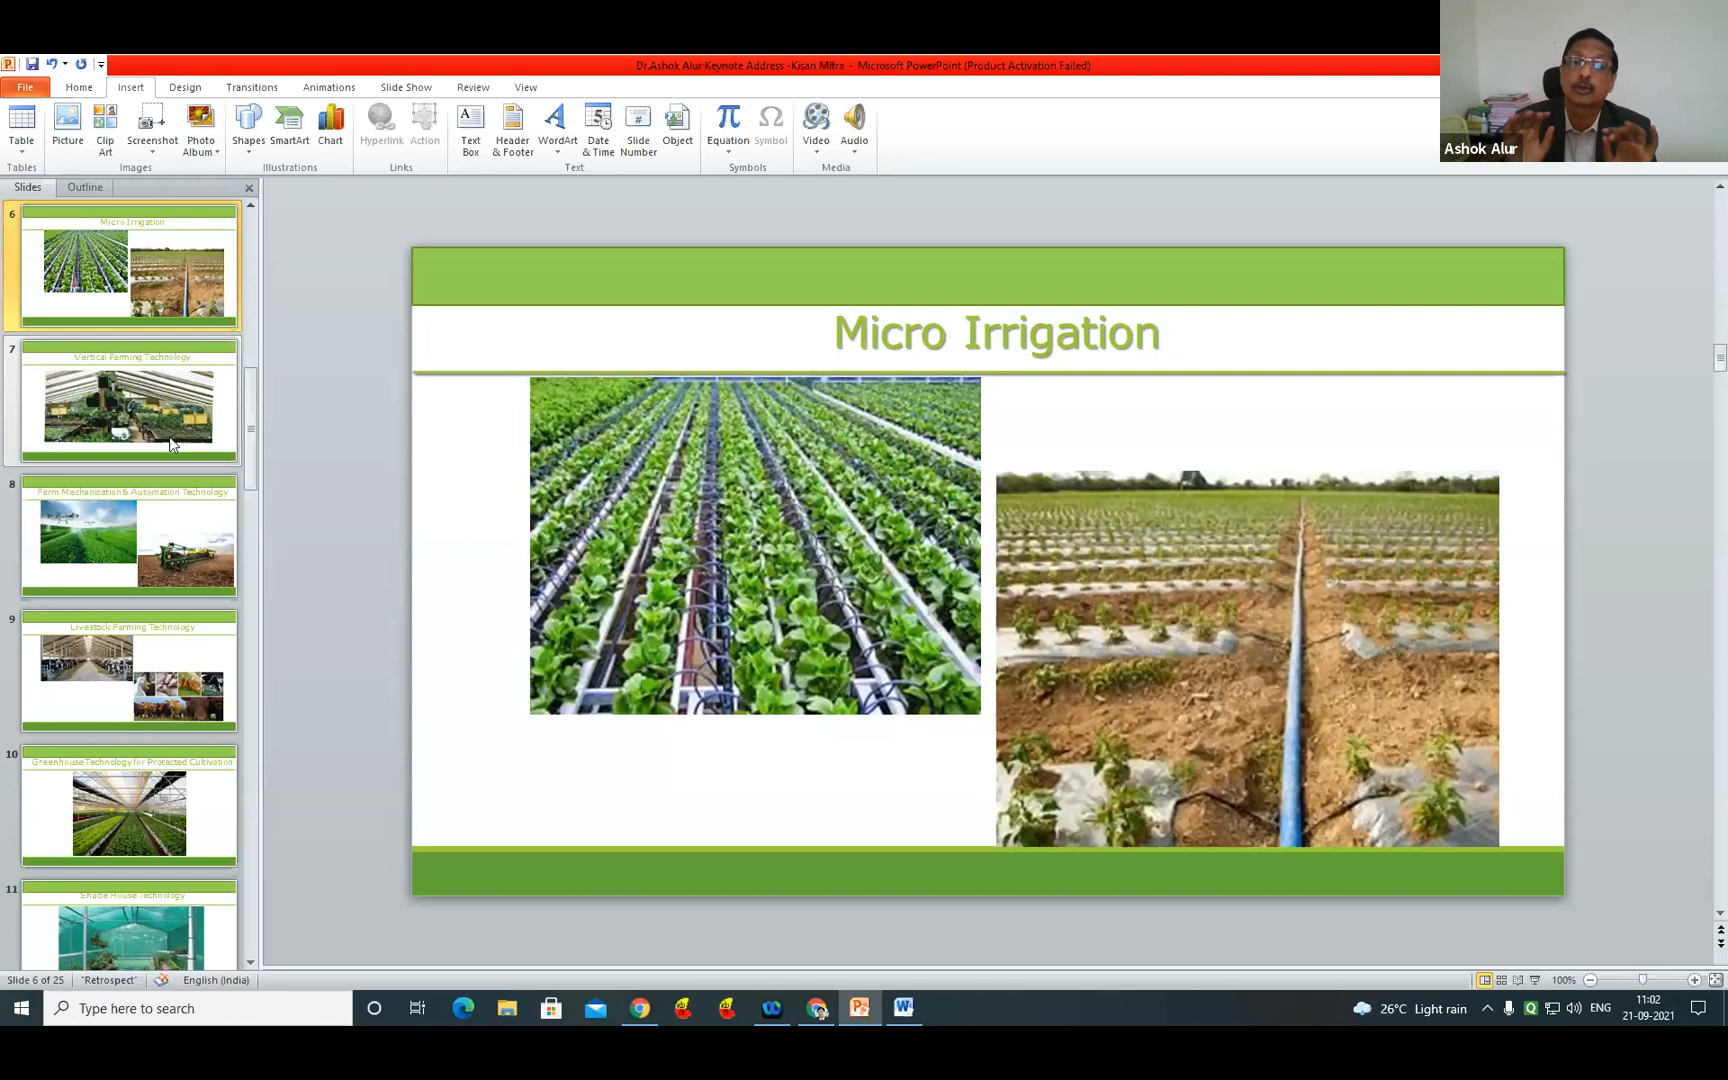 Dr.Ashok Alur Keynote Address -Kisan Mitra - Microsoft PowerPoint (Product Activation Failed)
File Home Insert Design Transitions Animations Slide Show Review View
Table Picture Clip Art Screenshot Photo Album Shapes SmartArt Chart Hyperlink Action Text Box Header & Footer WordArt Date & Time Slide Number Object Equation Symbol Video Audio
Tables Images Illustrations Links Text Symbols Media
Ashok Alur
Slides Outline
6
Micro Irrigation
7
Vertical Farming Technology
8
Farm Mechanization & Automation Technology
9
Livestock Farming Technology
10
Greenhouse Technology for Protected Cultivation
11
Shade House Technology
Micro Irrigation
Slide 6 of 25 "Retrospect" English (India) 100%
Type here to search
26°C Light rain ENG
11:02
21-09-2021